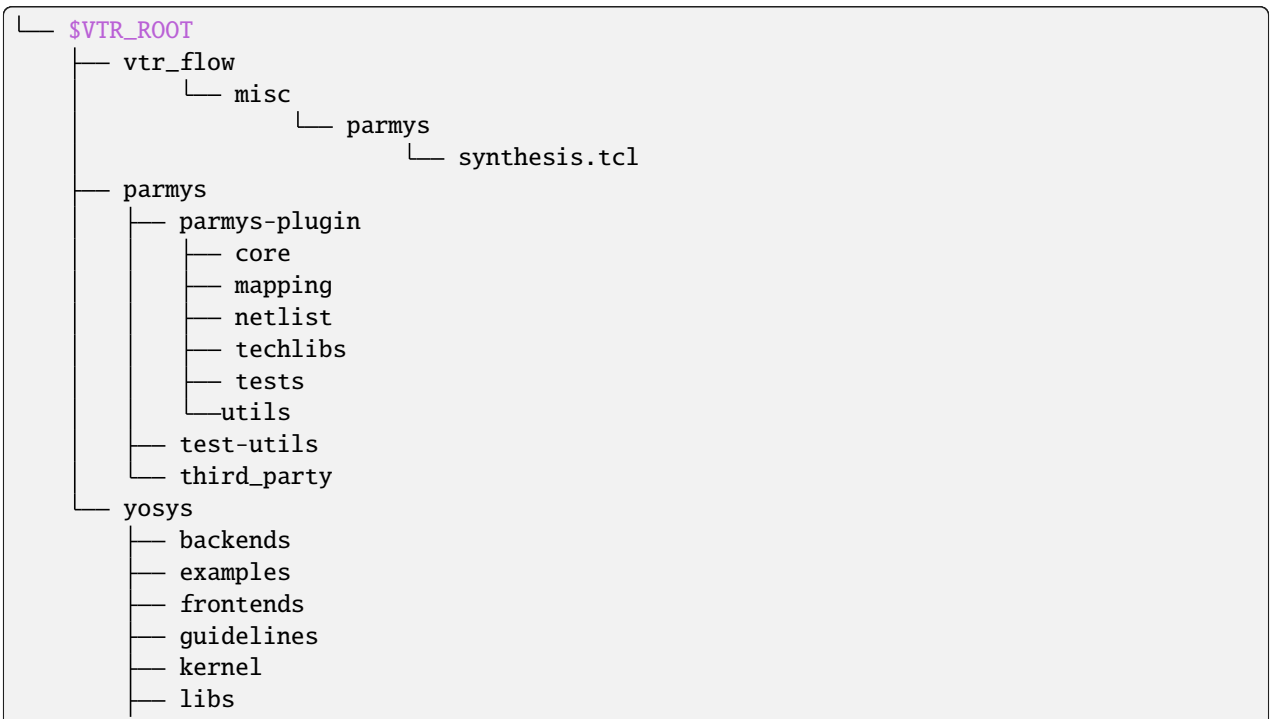 └── $VTR_ROOT
    ├── vtr_flow
    │       └── misc
    │               └── parmys
    │                       └── synthesis.tcl
    ├── parmys
    │   ├── parmys-plugin
    │   │   ├── core
    │   │   ├── mapping
    │   │   ├── netlist
    │   │   ├── techlibs
    │   │   ├── tests
    │   │   └──utils
    │   ├── test-utils
    │   └── third_party
    └── yosys
        ├── backends
        ├── examples
        ├── frontends
        ├── guidelines
        ├── kernel
        ├── libs